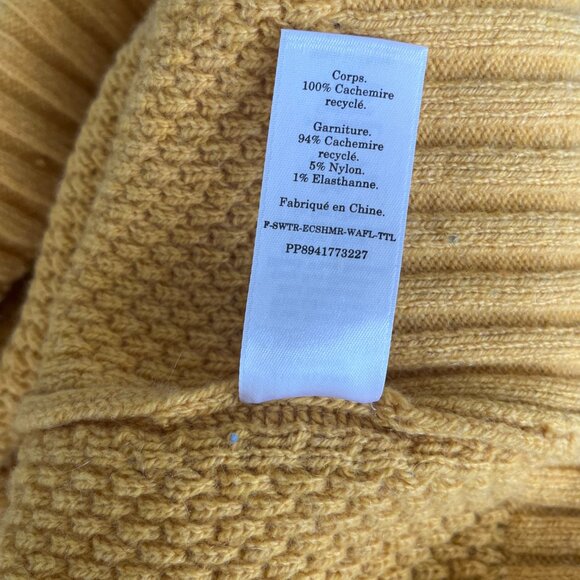 Corps.
100% Cachemire
recyclé.
Garniture.
94% Cachemire
recyclé.
5% Nylon.
1% Elasthanne.
Fabriqué en Chine.
F-SWTR-ECSHMR-WAFL-TTL
PP8941773227